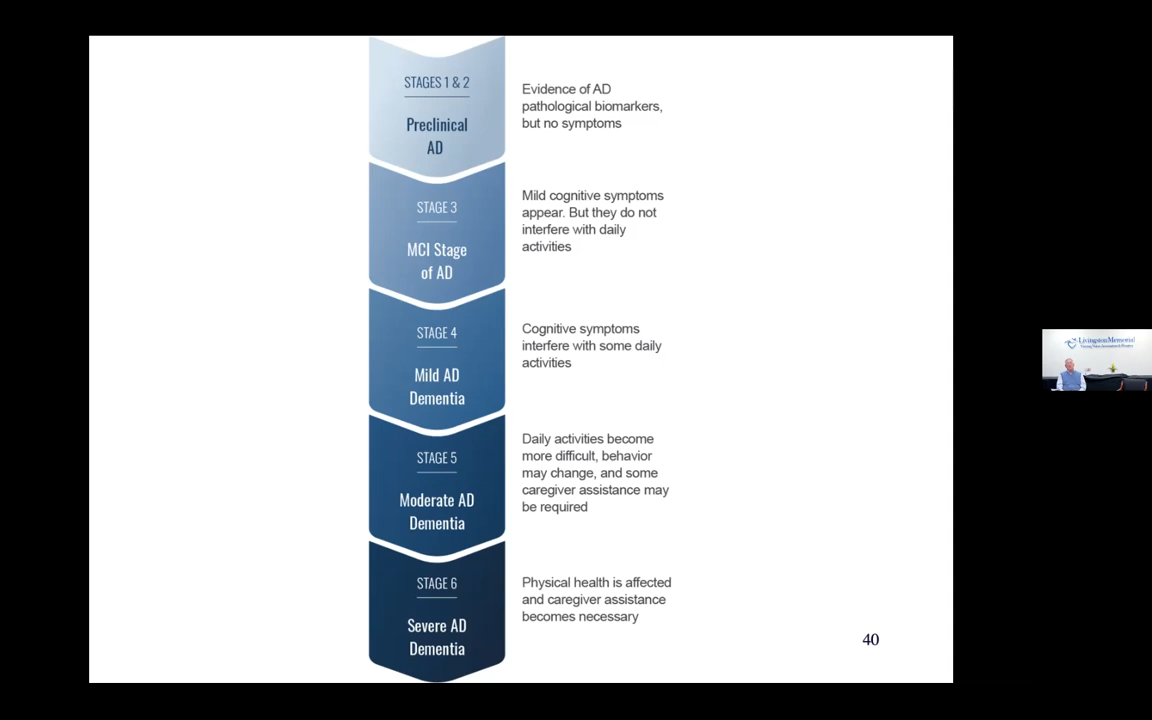 STAGES 1 & 2
Preclinical
AD
Evidence of AD
pathological biomarkers,
but no symptoms
STAGE 3
MCI Stage
of AD
Mild cognitive symptoms
appear. But they do not
interfere with daily
activities
STAGE 4
Mild AD
Dementia
Cognitive symptoms
interfere with some daily
activities
STAGE 5
Moderate AD
Dementia
Daily activities become
more difficult, behavior
may change, and some
caregiver assistance may
be required
STAGE 6
Severe AD
Dementia
Physical health is affected
and caregiver assistance
becomes necessary
40
LivingstonMemorial